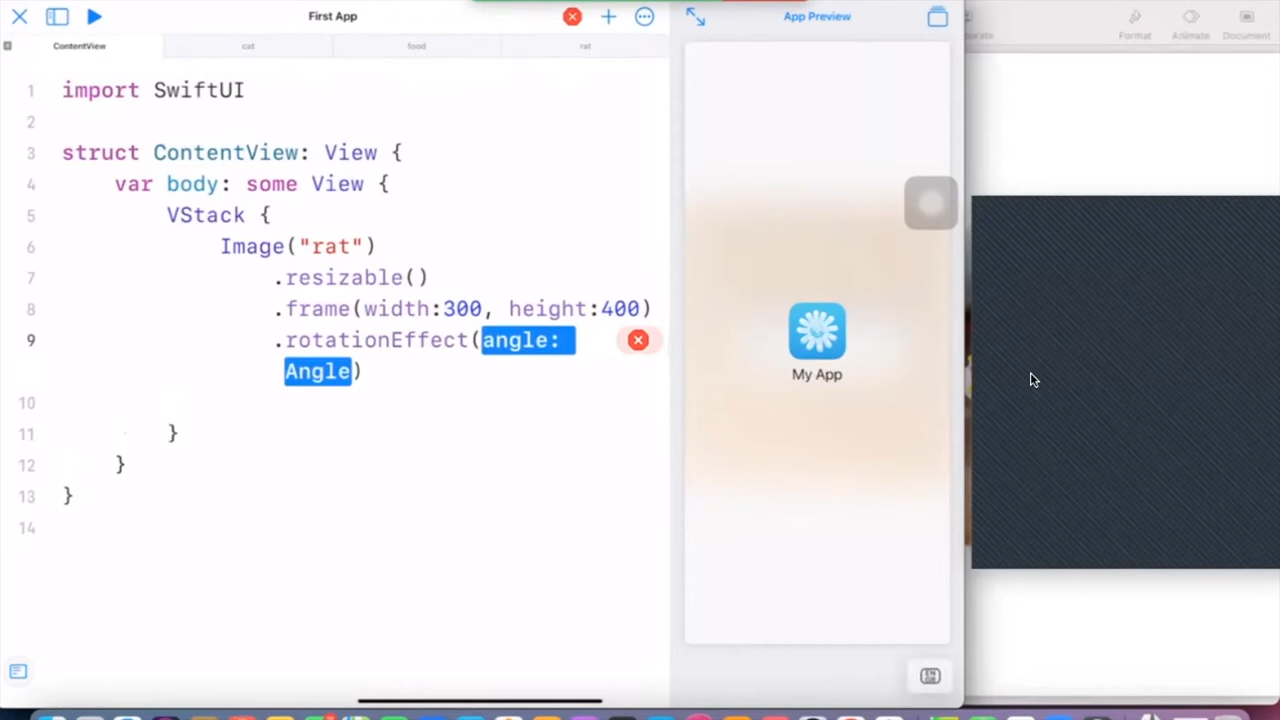 First App
App Preview
ContentView
cat
food
rat
Format
Animate
Document
1 import SwiftUI
2
3 struct ContentView: View {
4 var body: some View {
5 VStack {
6 Image("rat")
7 .resizable()
8 .frame(width:300, height:400)
9 .rotationEffect(angle:
Angle)
10
11 }
12 }
13 }
14
My App